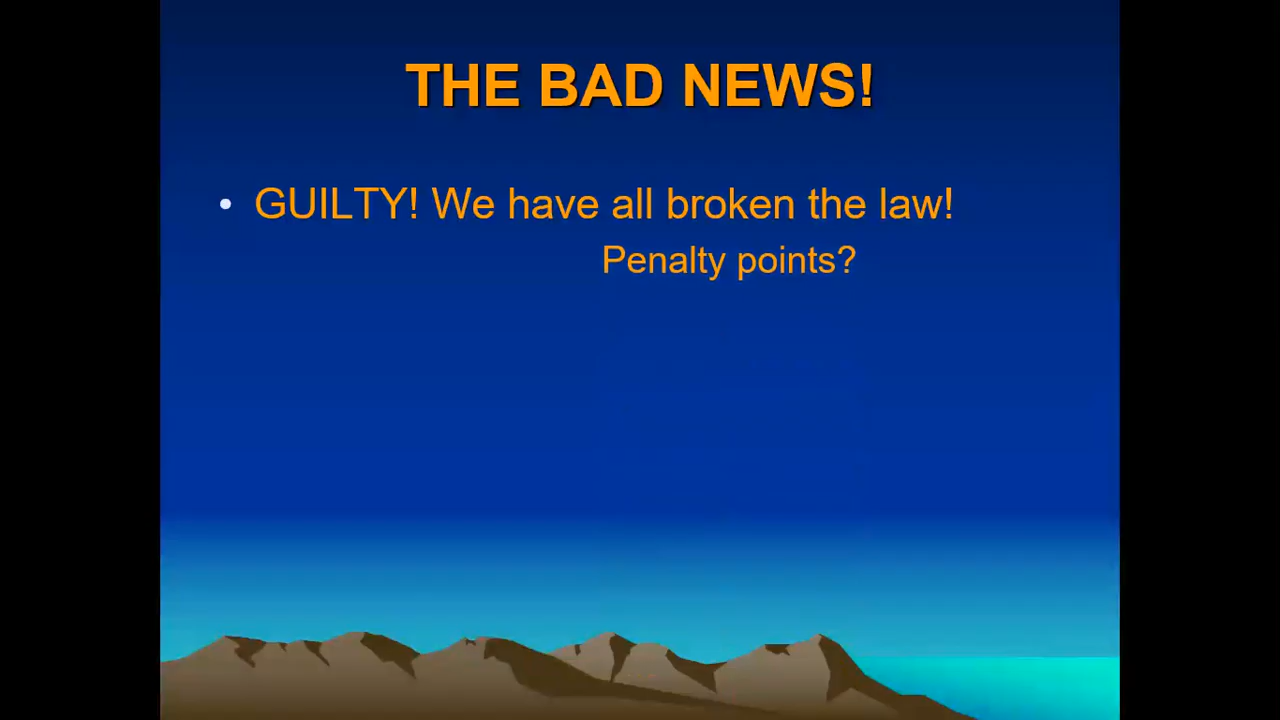 THE BAD NEWS!
• GUILTY! We have all broken the law!
Penalty points?